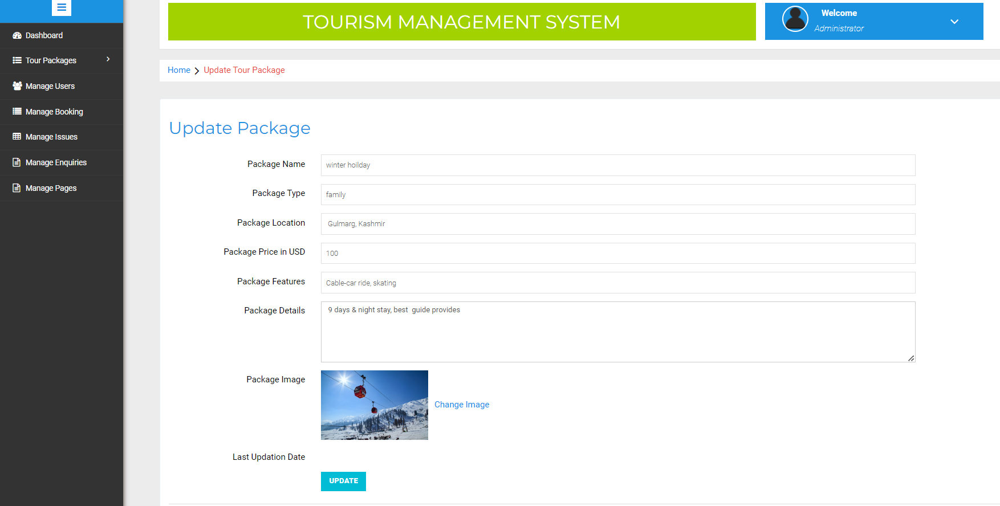 TOURISM MANAGEMENT SYSTEM
Welcome
Administrator
Dashboard
Tour Packages
Manage Users
Manage Booking
Manage Issues
Manage Enquiries
Manage Pages
Home > Update Tour Package
Update Package
Package Name winter hoilday
Package Type family
Package Location Gulmarg, Kashmir
Package Price in USD 100
Package Features Cable-car ride, skating
Package Details 9 days & night stay, best  guide provides
Package Image Change Image
Last Updation Date
UPDATE